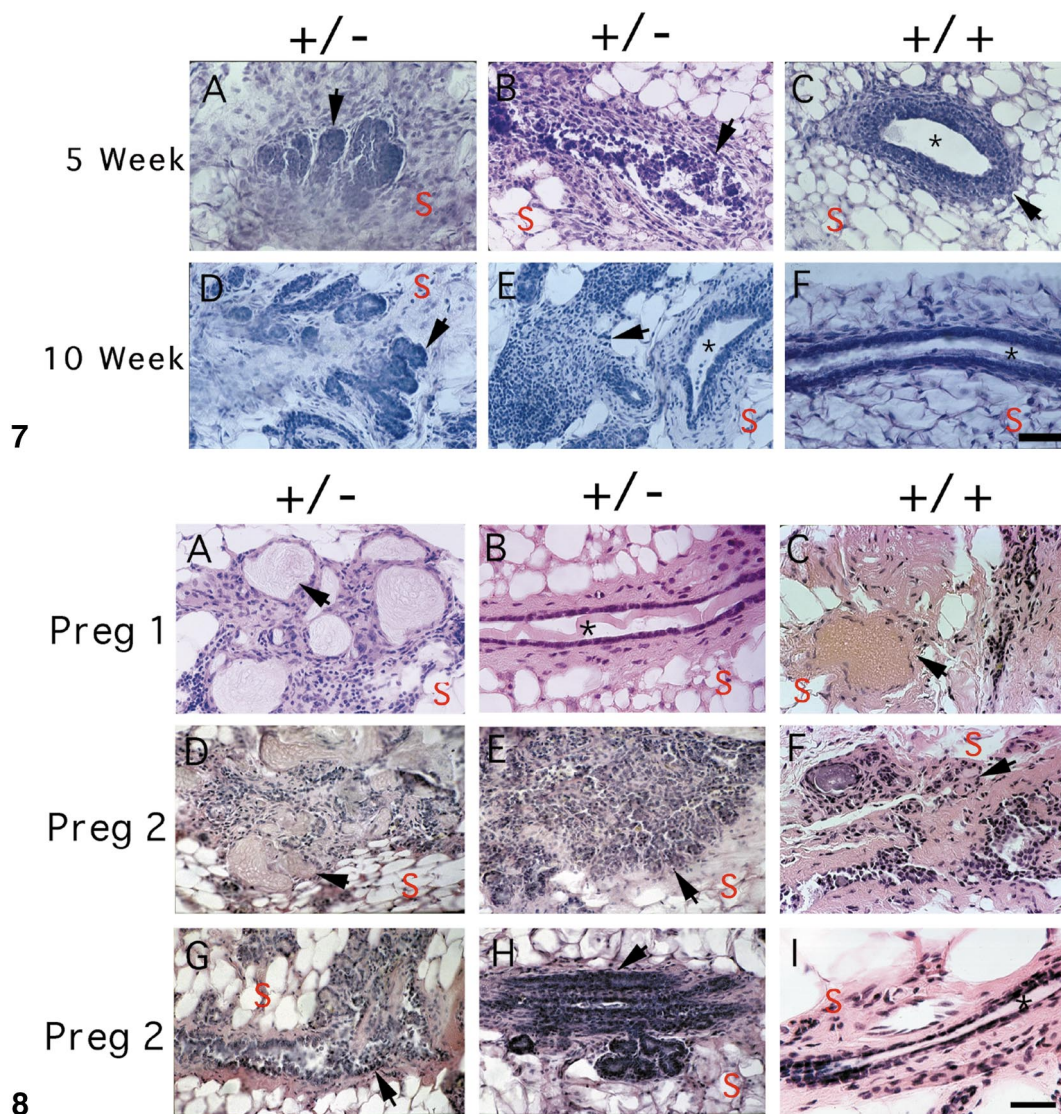 +/- +/- +/+
5 Week A S B S C * S
10 Week D S E * S F * S
7
+/- +/- +/+
Preg 1 A S B * S C S
Preg 2 D S E S F S
Preg 2 G S H S I S *
8